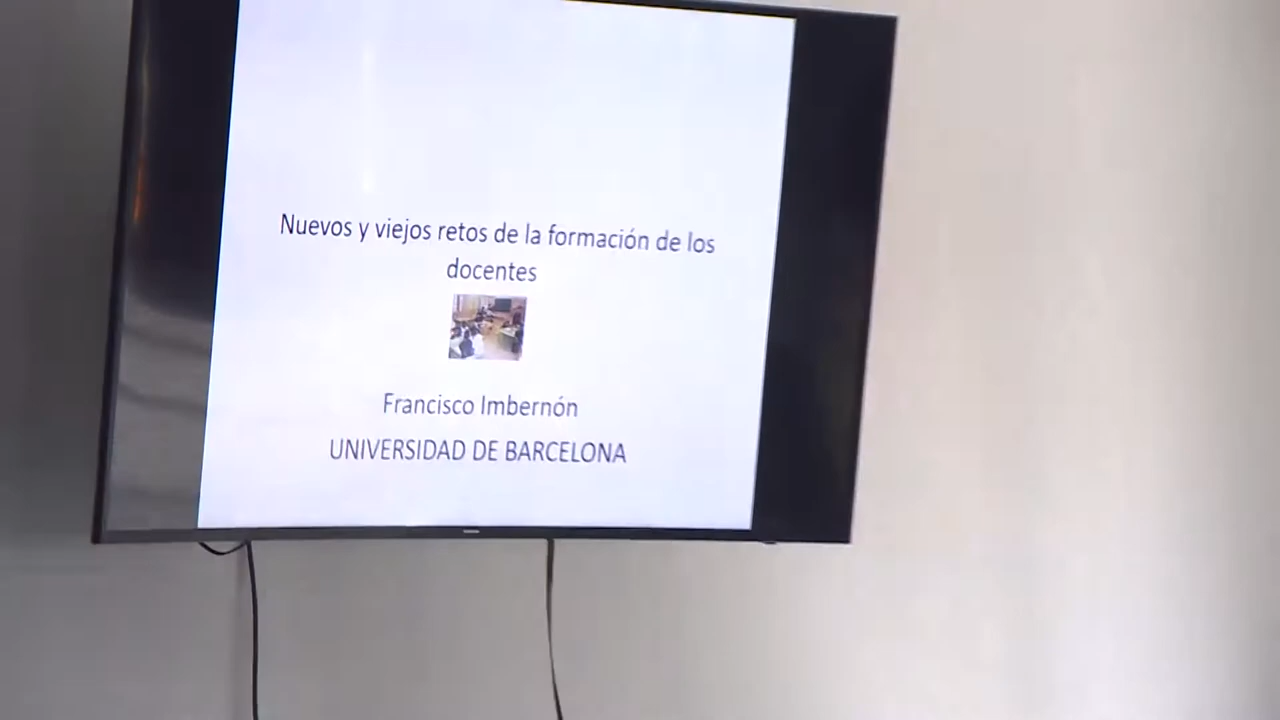 Nuevos y viejos retos de la formación de los
docentes
Francisco Imbernón
UNIVERSIDAD DE BARCELONA